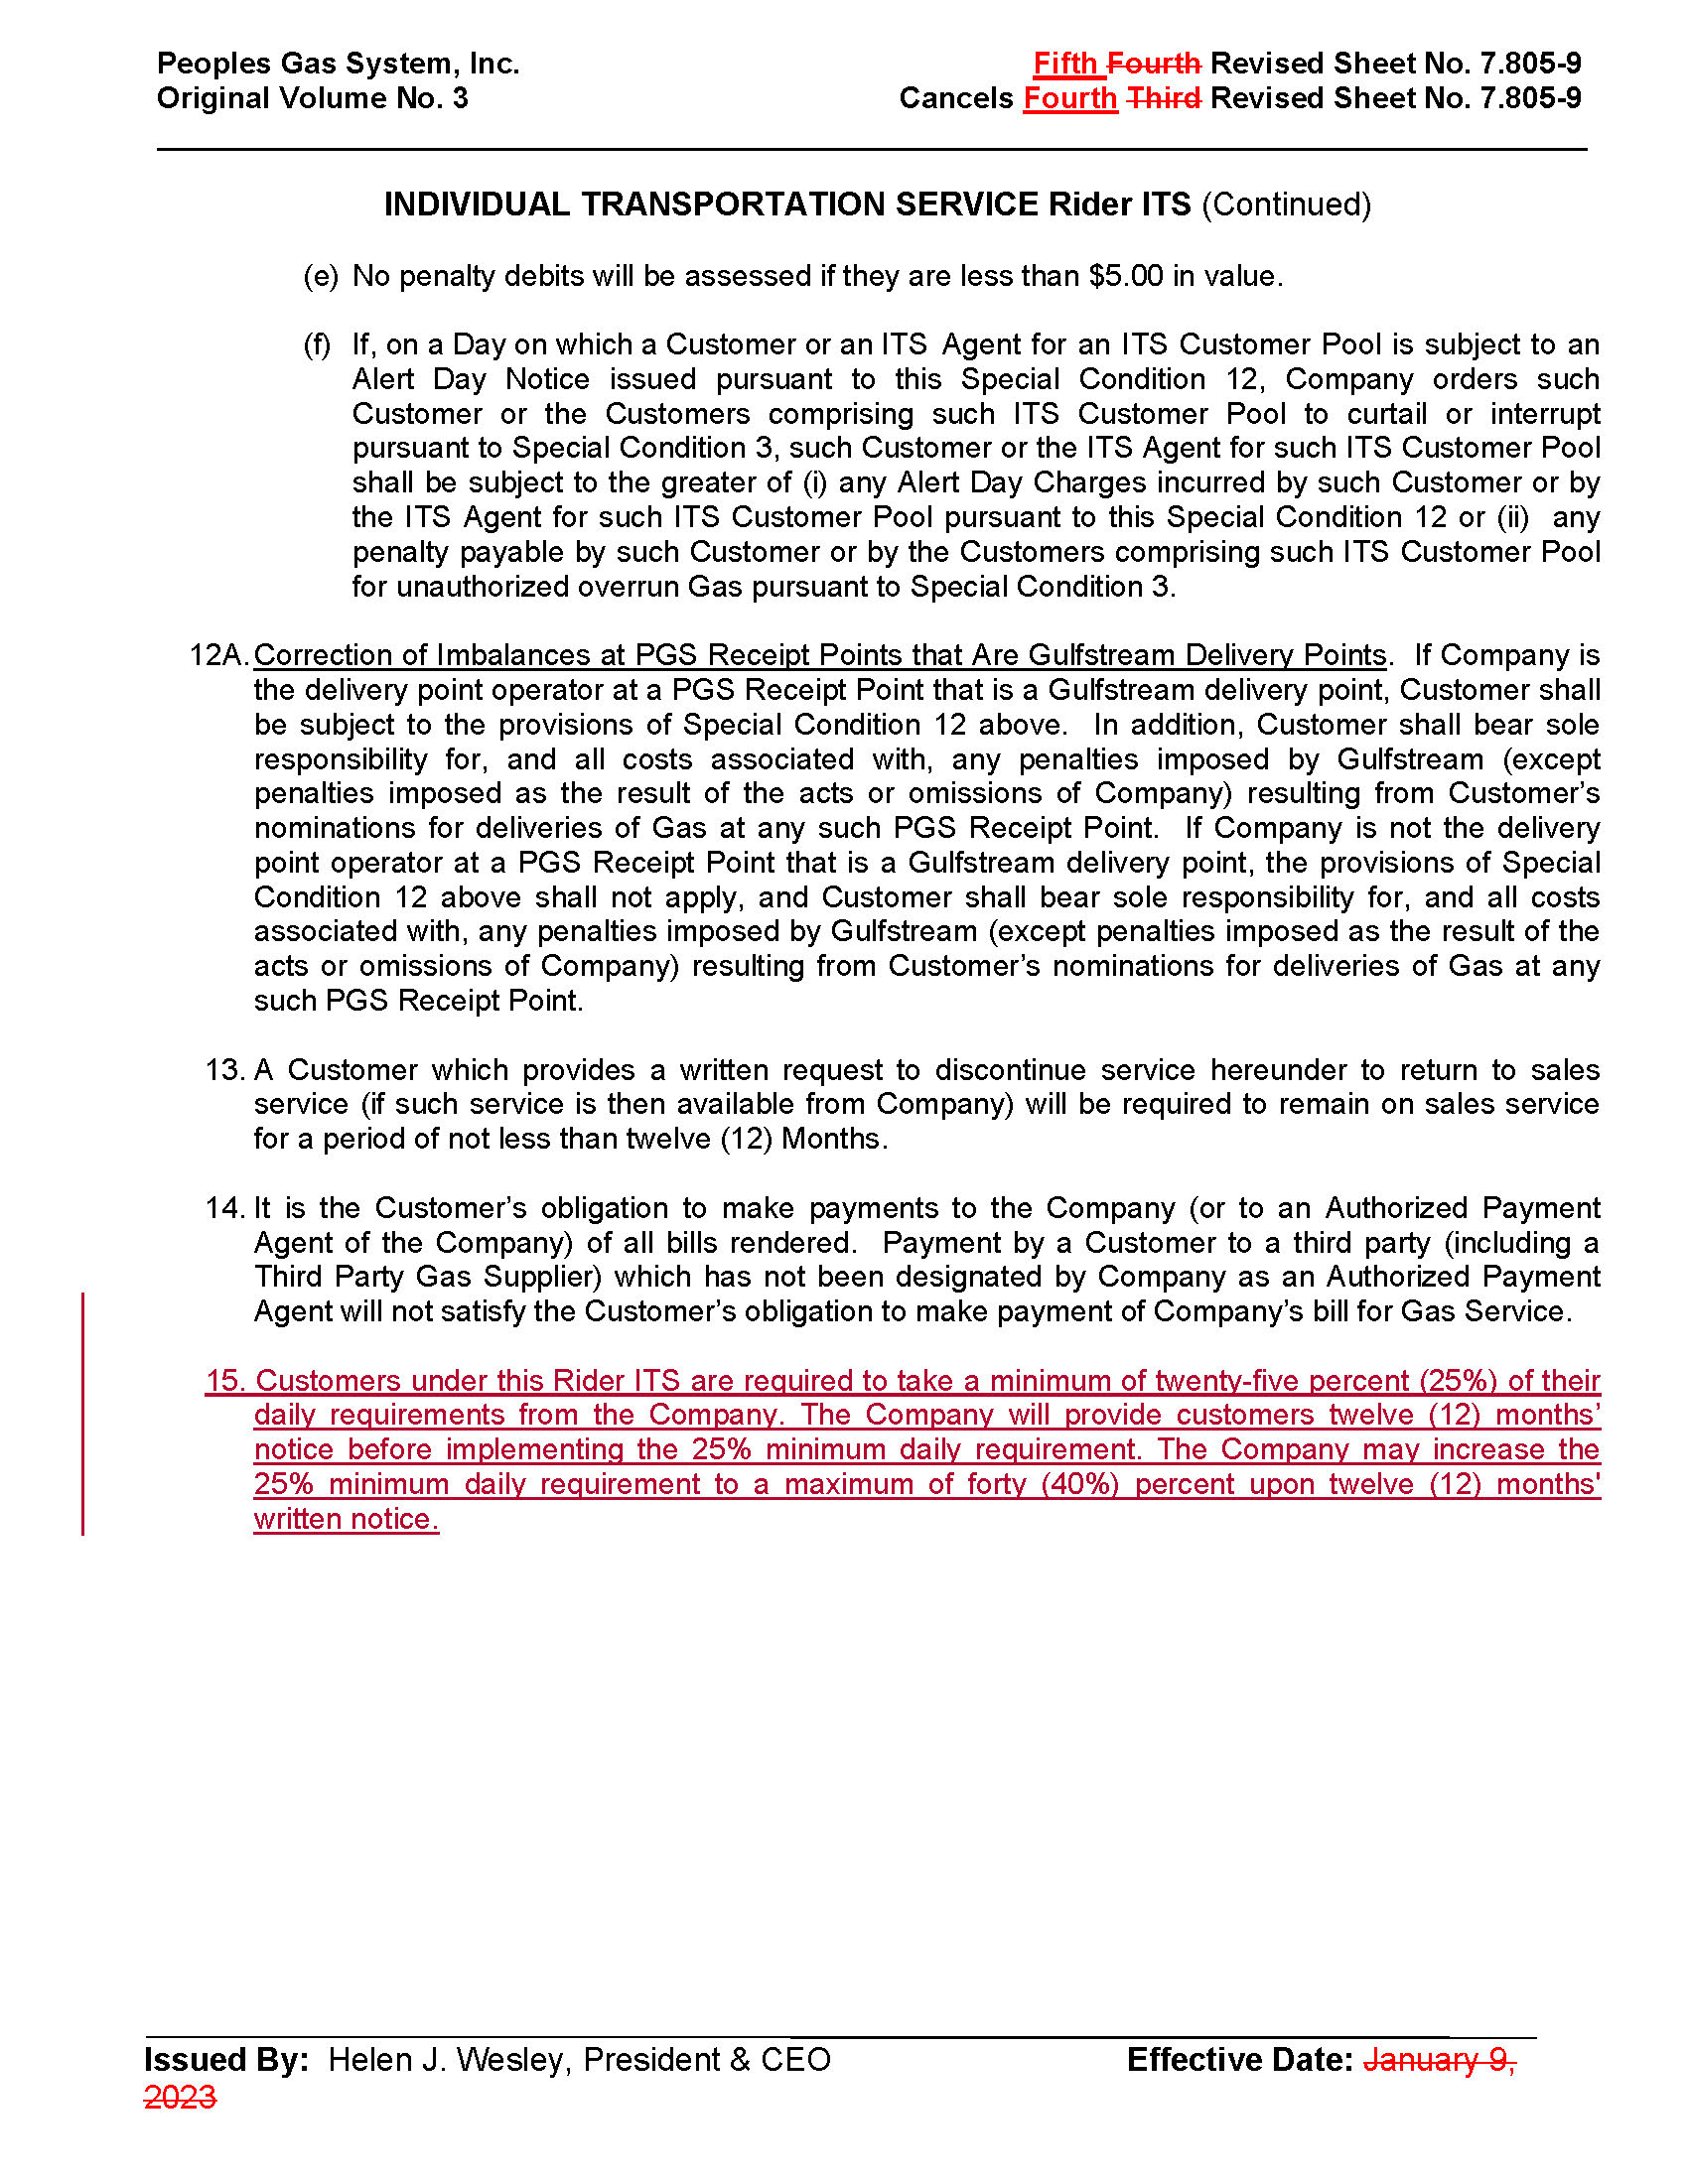 Peoples Gas System, Inc.
Fifth Fourth Revised Sheet No. 7.805-9
Original Volume No. 3
Cancels Fourth Third Revised Sheet No. 7.805-9
INDIVIDUAL TRANSPORTATION SERVICE Rider ITS (Continued)
(e) No penalty debits will be assessed if they are less than $5.00 in value.
(f) If, on a Day on which a Customer or an ITS Agent for an ITS Customer Pool is subject to an
Alert Day Notice issued pursuant to this Special Condition 12, Company orders such
Customer or the Customers comprising such ITS Customer Pool to curtail or interrupt
pursuant to Special Condition 3, such Customer or the ITS Agent for such ITS Customer Pool
shall be subject to the greater of (i) any Alert Day Charges incurred by such Customer or by
the ITS Agent for such ITS Customer Pool pursuant to this Special Condition 12 or (ii) any
penalty payable by such Customer or by the Customers comprising such ITS Customer Pool
for unauthorized overrun Gas pursuant to Special Condition 3.
12A. Correction of Imbalances at PGS Receipt Points that Are Gulfstream Delivery Points. If Company is
the delivery point operator at a PGS Receipt Point that is a Gulfstream delivery point, Customer shall
be subject to the provisions of Special Condition 12 above. In addition, Customer shall bear sole
responsibility for, and all costs associated with, any penalties imposed by Gulfstream (except
penalties imposed as the result of the acts or omissions of Company) resulting from Customer’s
nominations for deliveries of Gas at any such PGS Receipt Point. If Company is not the delivery
point operator at a PGS Receipt Point that is a Gulfstream delivery point, the provisions of Special
Condition 12 above shall not apply, and Customer shall bear sole responsibility for, and all costs
associated with, any penalties imposed by Gulfstream (except penalties imposed as the result of the
acts or omissions of Company) resulting from Customer’s nominations for deliveries of Gas at any
such PGS Receipt Point.
13. A Customer which provides a written request to discontinue service hereunder to return to sales
service (if such service is then available from Company) will be required to remain on sales service
for a period of not less than twelve (12) Months.
14. It is the Customer’s obligation to make payments to the Company (or to an Authorized Payment
Agent of the Company) of all bills rendered. Payment by a Customer to a third party (including a
Third Party Gas Supplier) which has not been designated by Company as an Authorized Payment
Agent will not satisfy the Customer’s obligation to make payment of Company’s bill for Gas Service.
15. Customers under this Rider ITS are required to take a minimum of twenty-five percent (25%) of their
daily requirements from the Company. The Company will provide customers twelve (12) months’
notice before implementing the 25% minimum daily requirement. The Company may increase the
25% minimum daily requirement to a maximum of forty (40%) percent upon twelve (12) months'
written notice.
Issued By: Helen J. Wesley, President & CEO
Effective Date: January 9,
2023